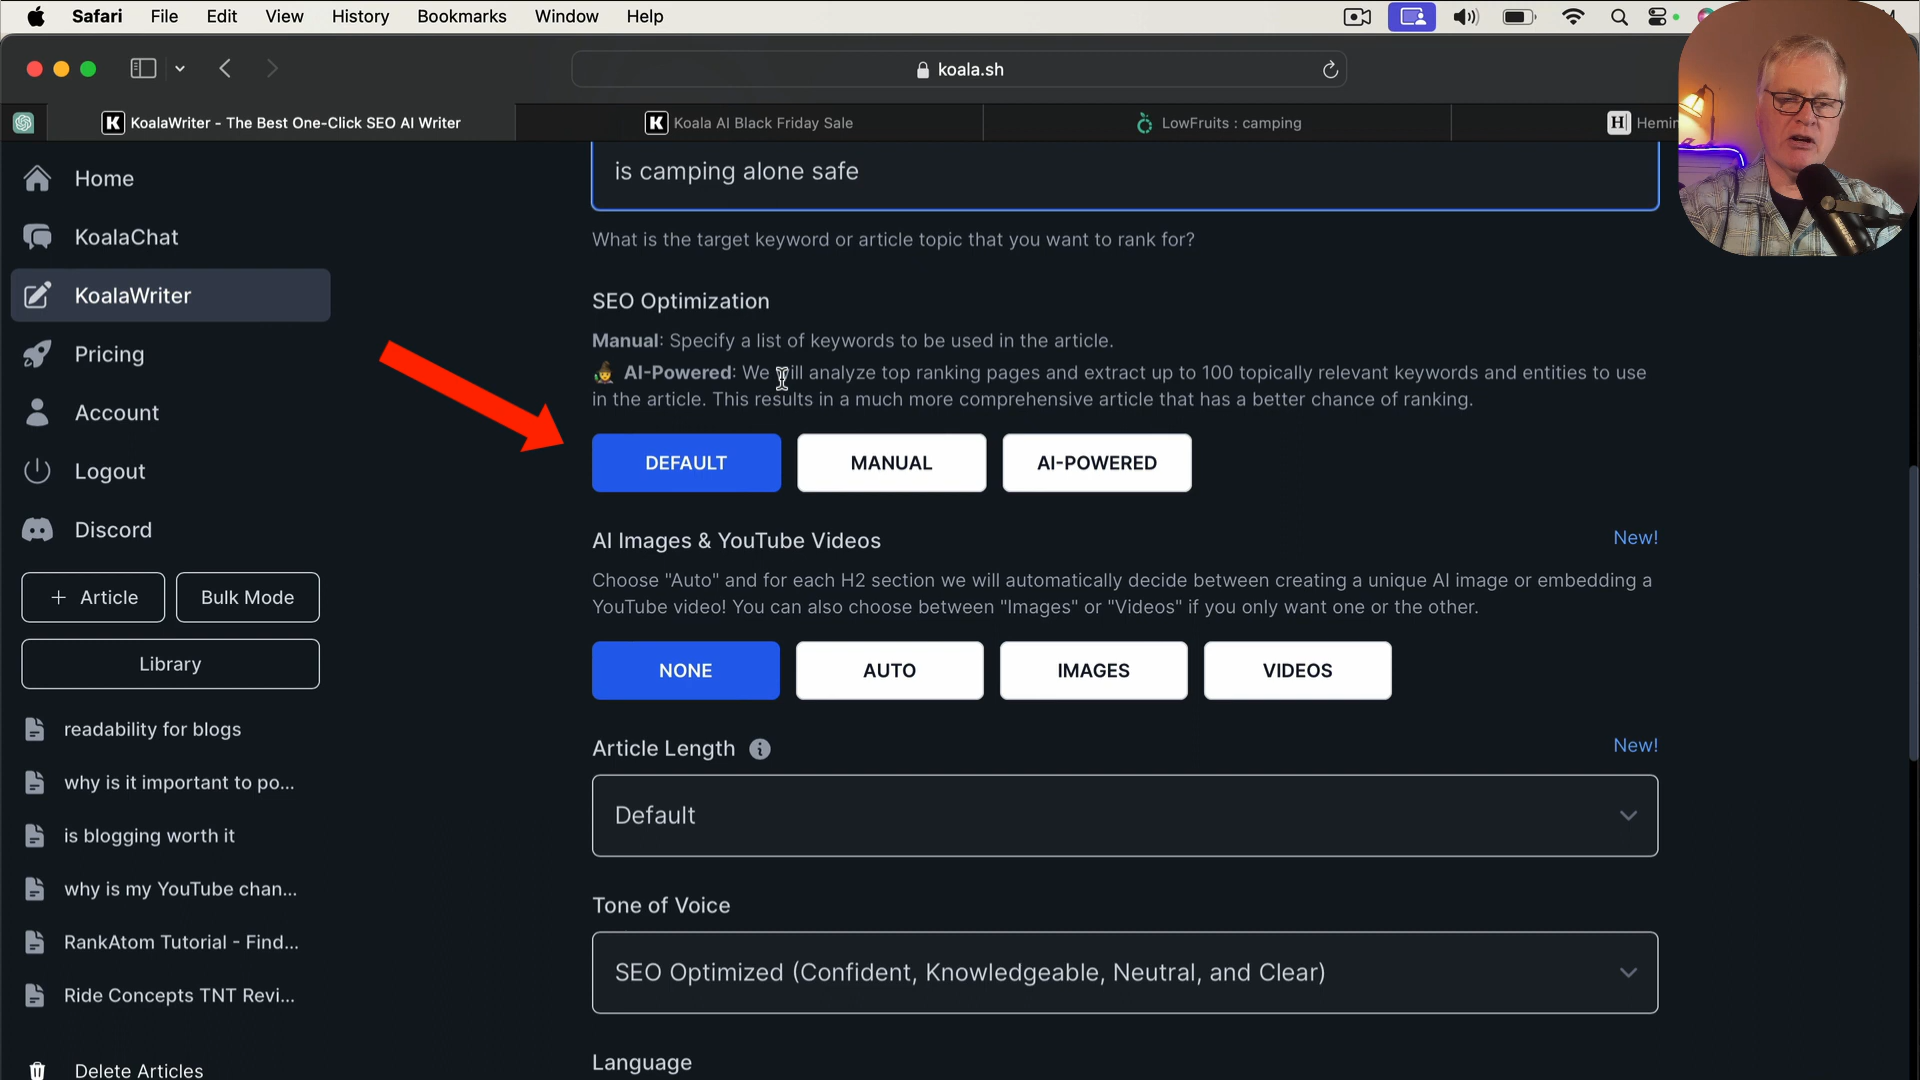 Safari File Edit View History Bookmarks Window Help
koala.sh
KoalaWriter - The Best One-Click SEO AI Writer
Koala AI Black Friday Sale
LowFruits : camping
H Hemin
Home
KoalaChat
KoalaWriter
Pricing
Account
Logout
Discord
+ Article
Bulk Mode
Library
readability for blogs
why is it important to po...
is blogging worth it
why is my YouTube chan...
RankAtom Tutorial - Find...
Ride Concepts TNT Revi...
Delete Articles
is camping alone safe
What is the target keyword or article topic that you want to rank for?
SEO Optimization
Manual: Specify a list of keywords to be used in the article.
AI-Powered: We will analyze top ranking pages and extract up to 100 topically relevant keywords and entities to use
in the article. This results in a much more comprehensive article that has a better chance of ranking.
DEFAULT MANUAL AI-POWERED
AI Images & YouTube Videos New!
Choose "Auto" and for each H2 section we will automatically decide between creating a unique AI image or embedding a
YouTube video! You can also choose between "Images" or "Videos" if you only want one or the other.
NONE AUTO IMAGES VIDEOS
Article Length New!
Default
Tone of Voice
SEO Optimized (Confident, Knowledgeable, Neutral, and Clear)
Language